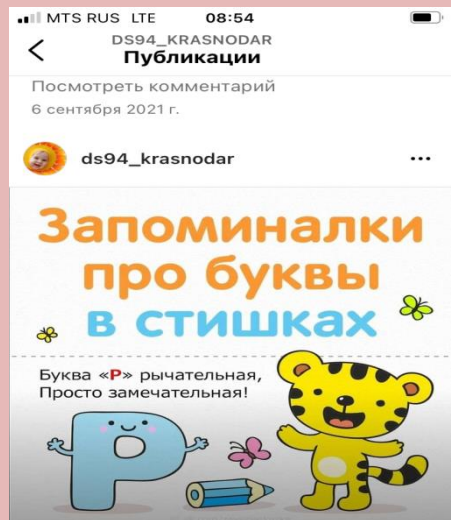 MTS RUS LTE 08:54
DS94_KRASNODAR
Публикации
Посмотреть комментарий
6 сентября 2021 г.
ds94_krasnodar
Запоминалки
про буквы
в стишках
Буква «Р» рычательная,
Просто замечательная!
Р